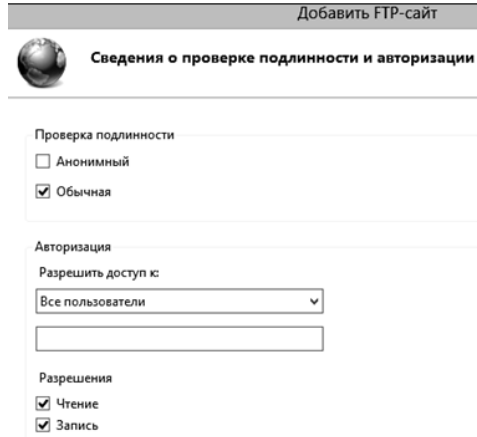 Добавить FTP-сайт
Сведения о проверке подлинности и авторизации
Проверка подлинности
Анонимный
Обычная
Авторизация
Разрешить доступ к:
Все пользователи
Разрешения
Чтение
Запись